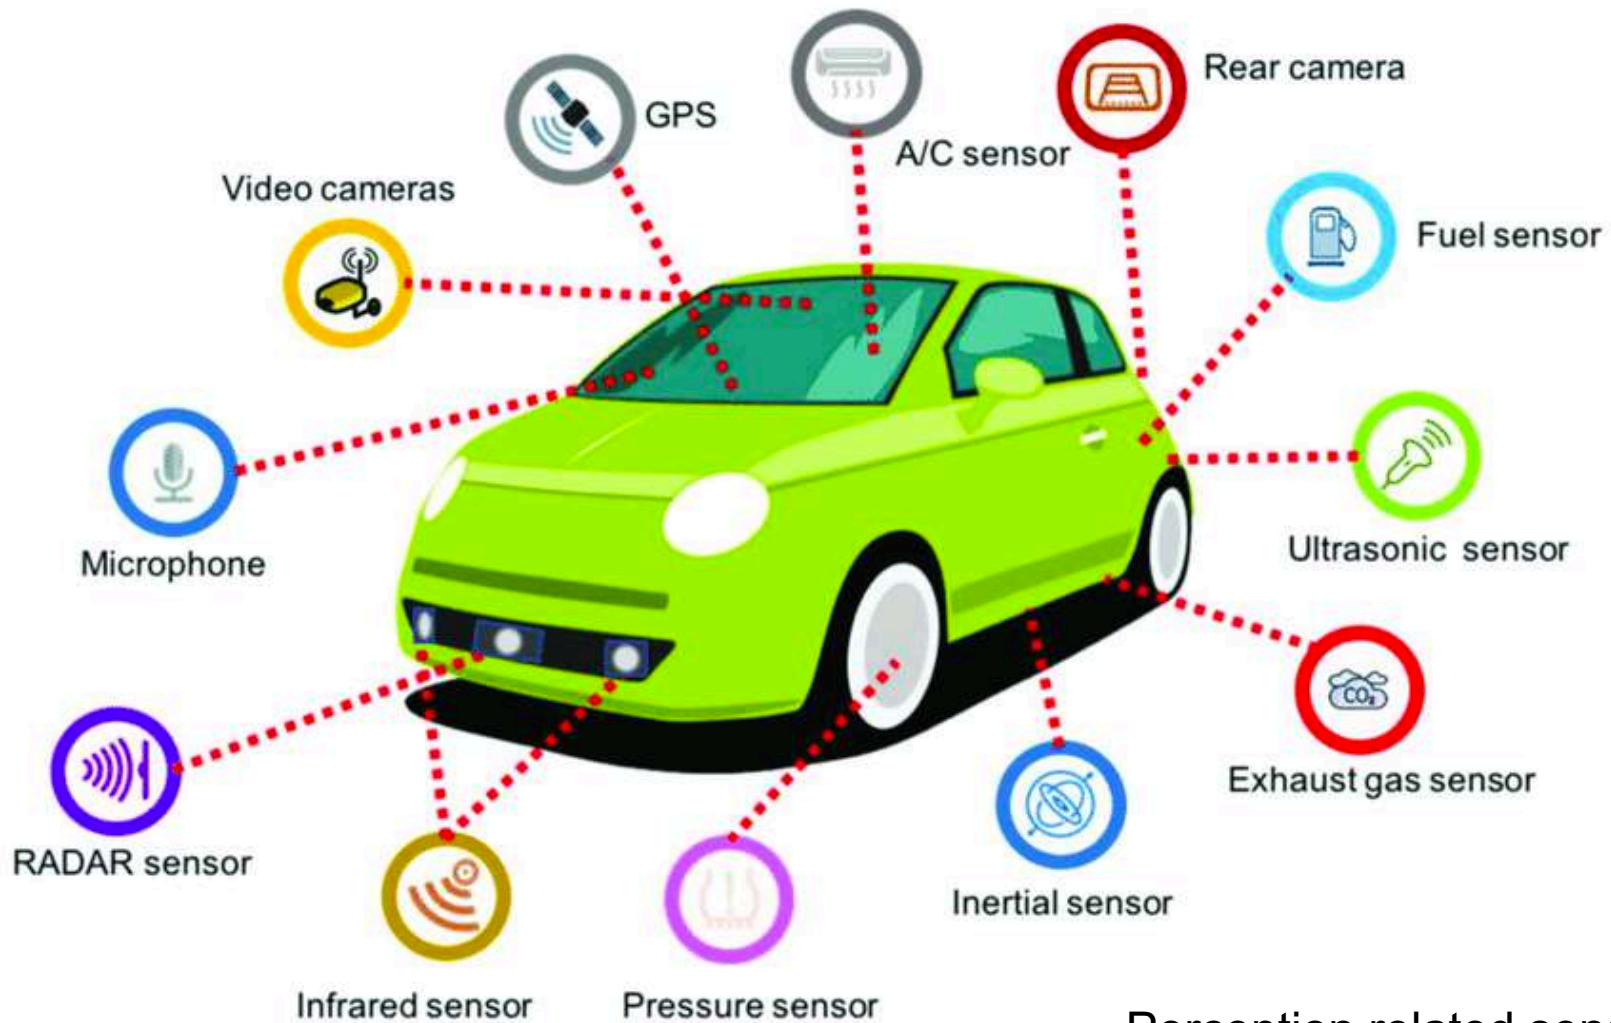 Rear camera
GPS
A/C sensor
Video cameras
Fuel sensor
Microphone
Ultrasonic sensor
CO₂
Exhaust gas sensor
RADAR sensor
Inertial sensor
Infrared sensor
Pressure sensor